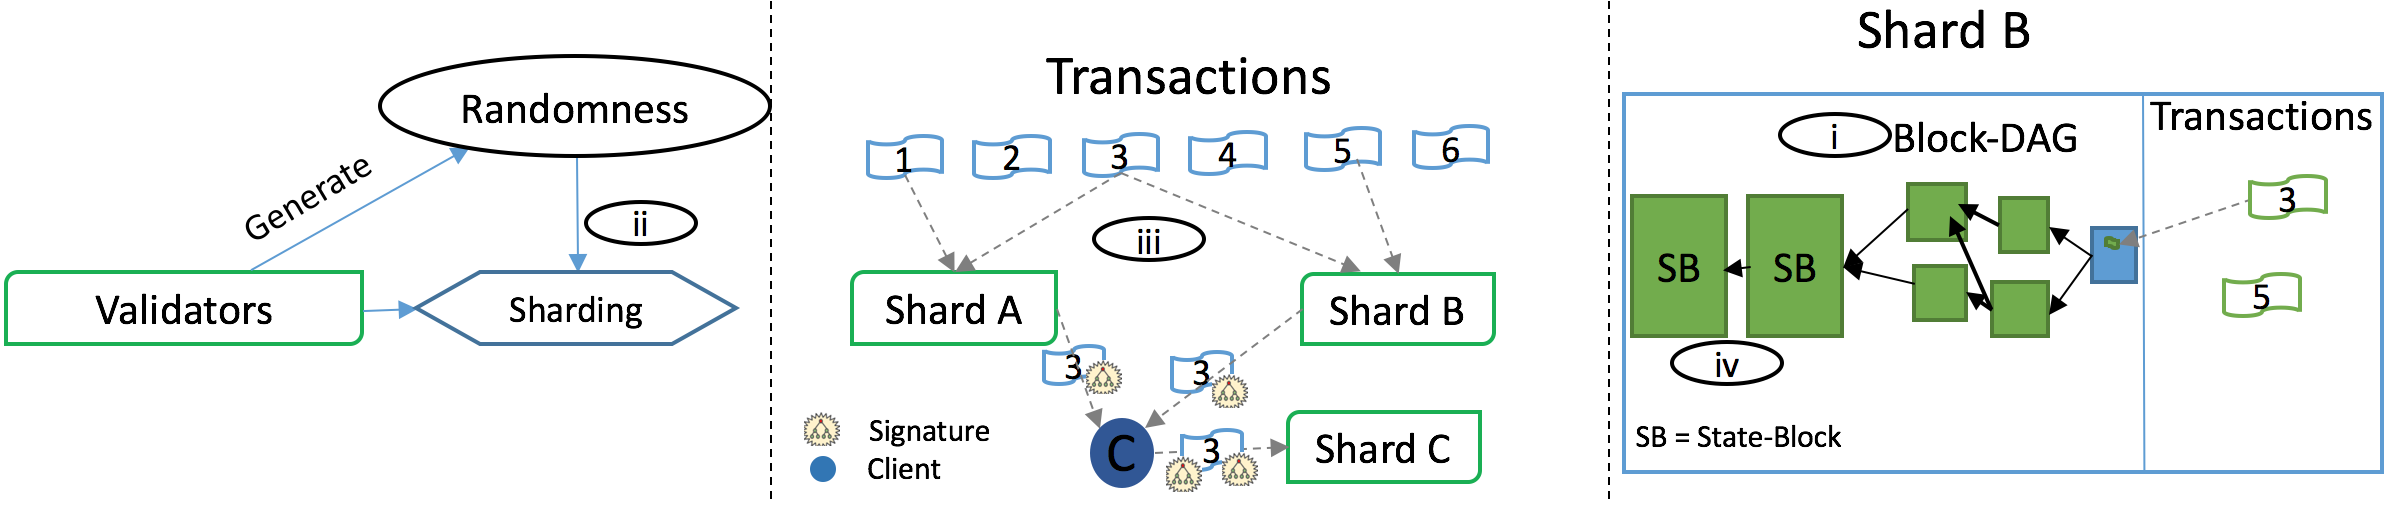 Randomness
Generate
ii
Validators
Sharding
Transactions
1
2
3
4
5
6
iii
Shard A
Shard B
3
3
Signature
Client
C
3
Shard C
Shard B
i
Block-DAG
Transactions
3
SB
SB
5
iv
SB = State-Block